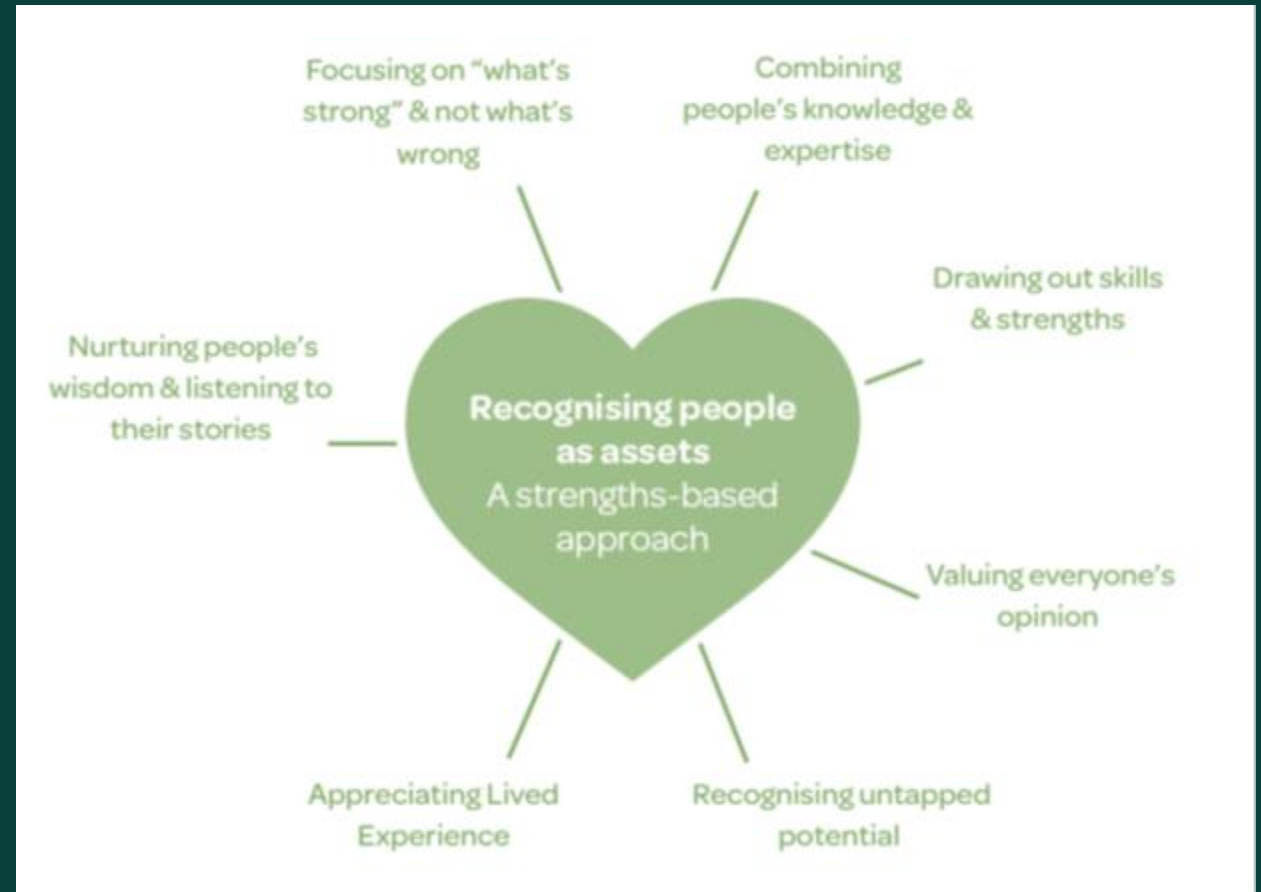 Focusing on “what’s
strong” & not what’s
wrong
Combining
people’s knowledge &
expertise
Drawing out skills
& strengths
Nurturing people’s
wisdom & listening to
their stories
Recognising people
as assets
A strengths-based
approach
Valuing everyone’s
opinion
Appreciating Lived
Experience
Recognising untapped
potential